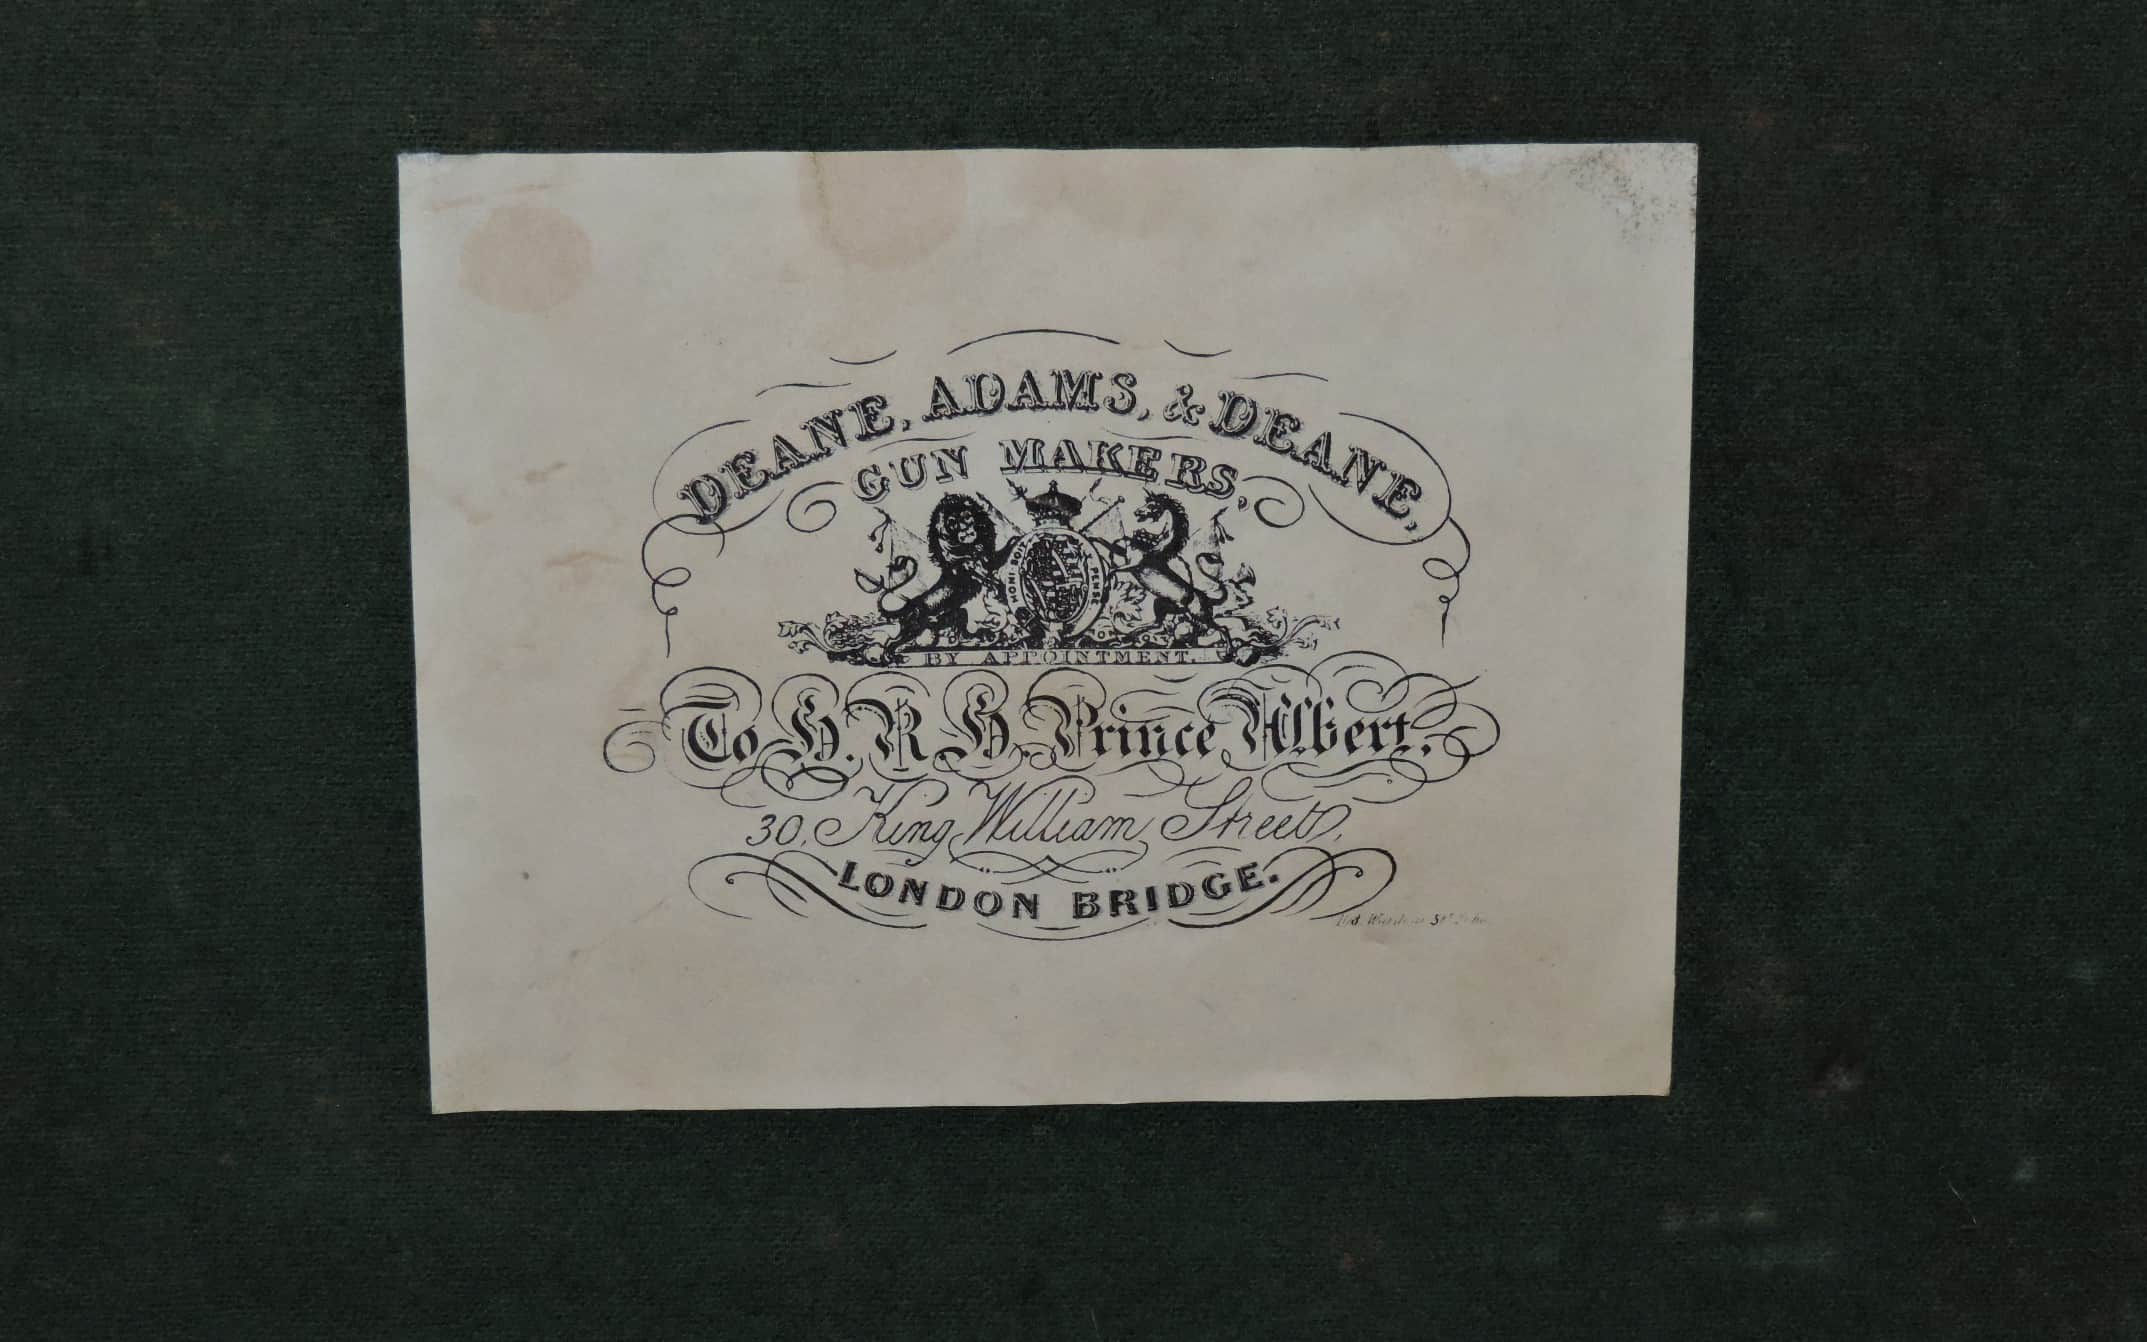 DEANE, ADAMS, & DEANE,
GUN MAKERS,
HONI SOIT
Y PENSE
BY APPOINTMENT.
To H.R.H. Prince Albert.
30, King William Street,
LONDON BRIDGE.